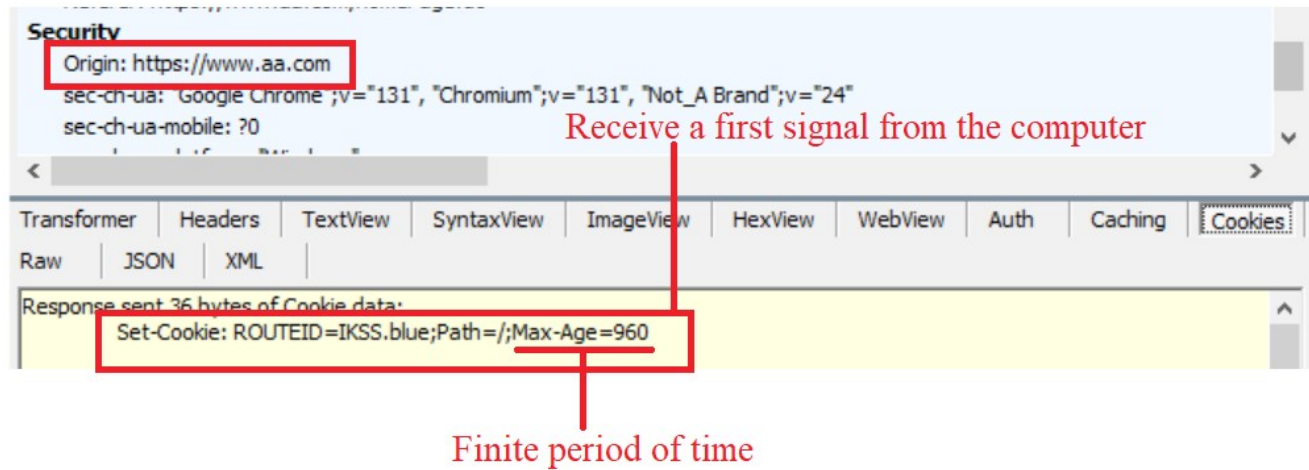 Security
Origin: https://www.aa.com
sec-ch-ua: "Google Chrome";v="131", "Chromium";v="131", "Not_A Brand";v="24"
sec-ch-ua-mobile: ?0
Receive a first signal from the computer
Transformer Headers TextView SyntaxView ImageView HexView WebView Auth Caching Cookies
Raw JSON XML
Response sent 36 bytes of Cookie data:
Set-Cookie: ROUTEID=IKSS.blue;Path=/;Max-Age=960
Finite period of time